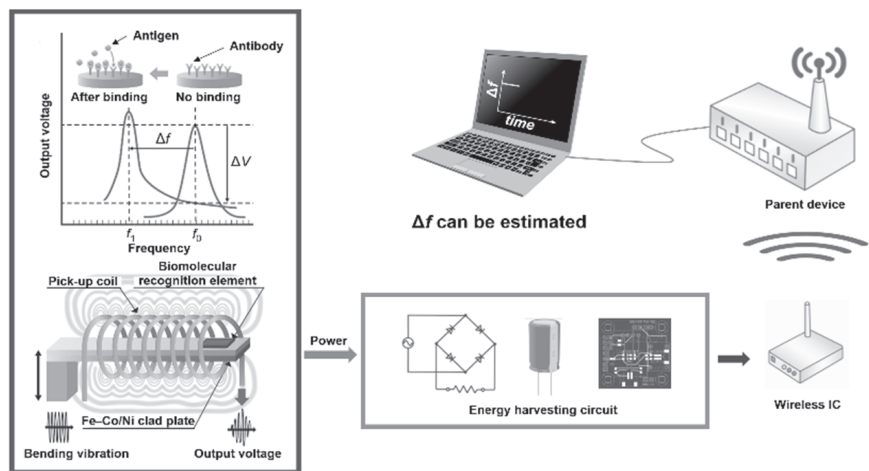 Antigen
Antibody
After binding
No binding
Output voltage
Δf
ΔV
f1
f0
Frequency
Biomolecular
Pick-up coil
recognition element
Fe–Co/Ni clad plate
Bending vibration
Output voltage
Power
Energy harvesting circuit
Δf
time
Δf can be estimated
Parent device
Wireless IC